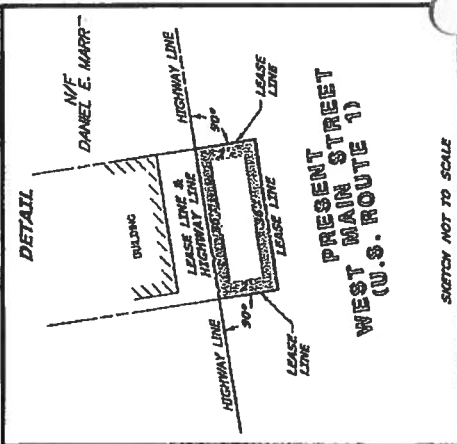 DETAIL
N/F
DANIEL E. MARR
BUILDING
HIGHWAY LINE
90°
LEASE
LINE
LEASE LINE &
HIGHWAY LINE
LEASE LINE
HIGHWAY LINE
90°
LEASE
LINE
PRESENT
WEST MAIN STREET
(U.S. ROUTE 1)
SKETCH NOT TO SCALE